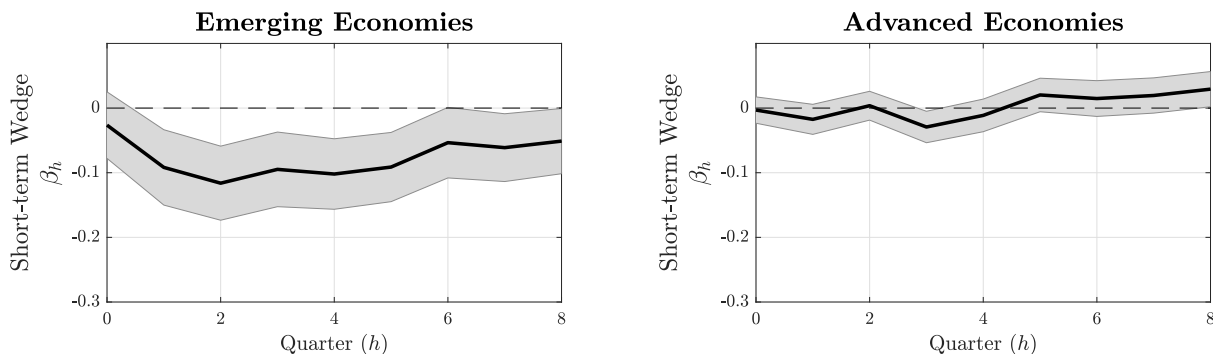 Emerging Economies
Short-term Wedge
βh
0
-0.1
-0.2
-0.3
0 2 4 6 8
Quarter (h)
Advanced Economies
Short-term Wedge
βh
0
-0.1
-0.2
-0.3
0 2 4 6 8
Quarter (h)